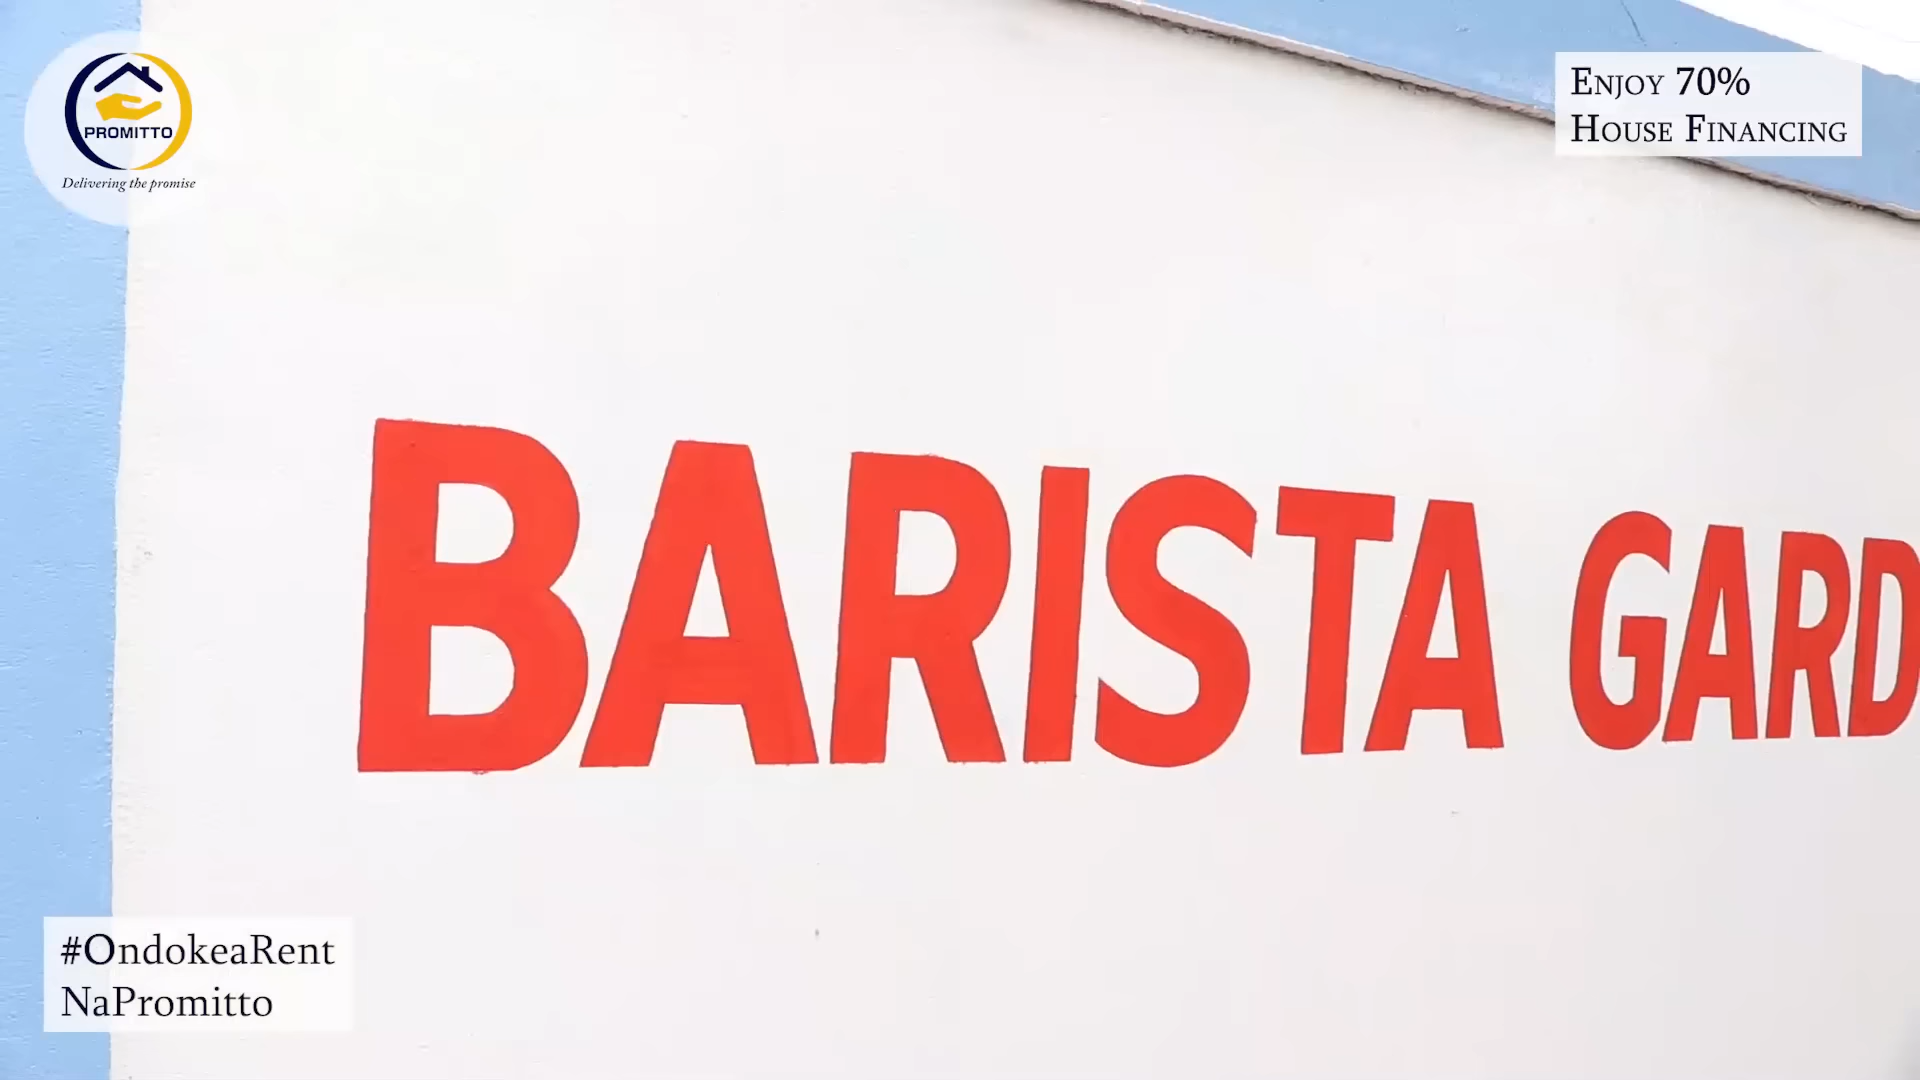 PROMITTO
Delivering the promise
ENJOY 70%
HOUSE FINANCING
BARISTA GARD
#OndokeaRent
NaPromitto